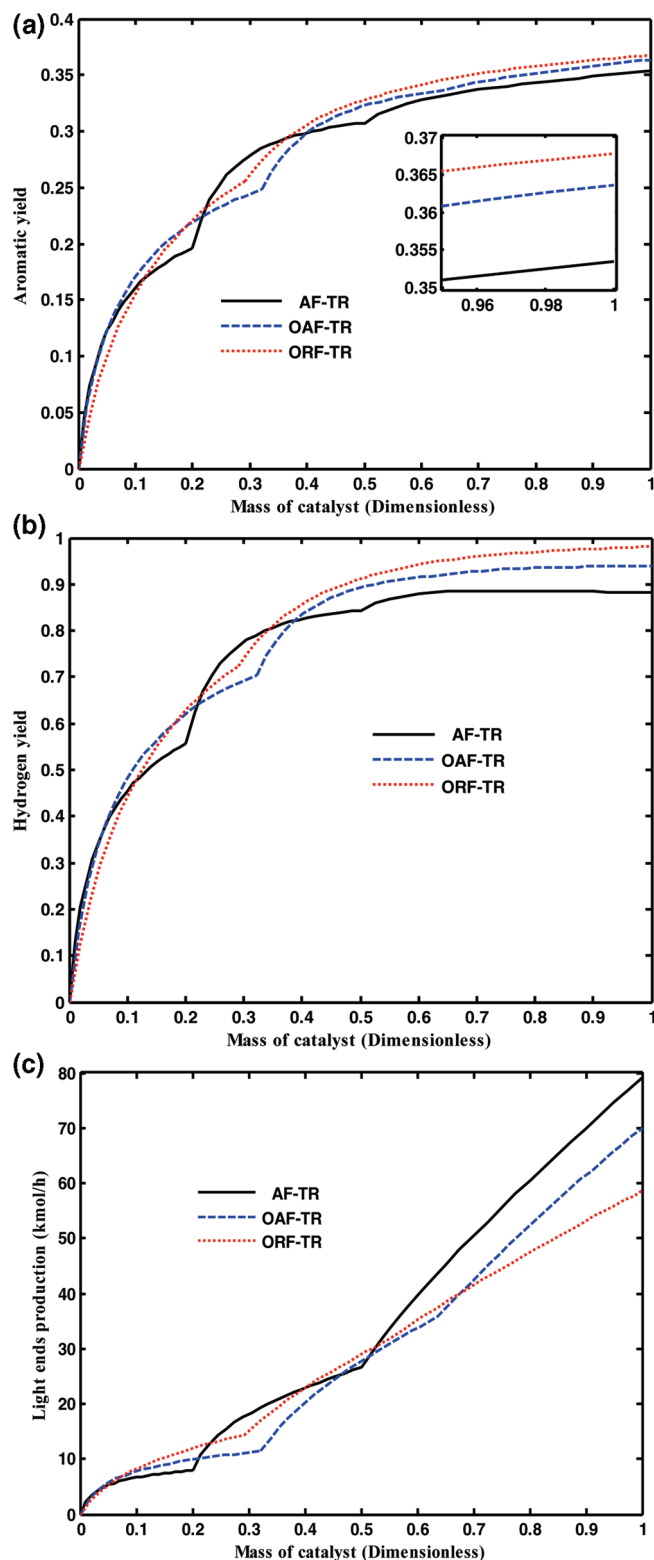 (a)
Aromatic yield
0.4
0.35
0.3
0.25
0.2
0.15
0.1
0.05
0
0.37
0.365
0.36
0.355
0.35
0.96 0.98 1
AF-TR
OAF-TR
ORF-TR
0 0.1 0.2 0.3 0.4 0.5 0.6 0.7 0.8 0.9 1
Mass of catalyst (Dimensionless)
(b)
Hydrogen yield
1
0.9
0.8
0.7
0.6
0.5
0.4
0.3
0.2
0.1
0
AF-TR
OAF-TR
ORF-TR
0 0.1 0.2 0.3 0.4 0.5 0.6 0.7 0.8 0.9 1
Mass of catalyst (Dimensionless)
(c)
Light ends production (kmol/h)
80
70
60
50
40
30
20
10
0
AF-TR
OAF-TR
ORF-TR
0 0.1 0.2 0.3 0.4 0.5 0.6 0.7 0.8 0.9 1
Mass of catalyst (Dimensionless)